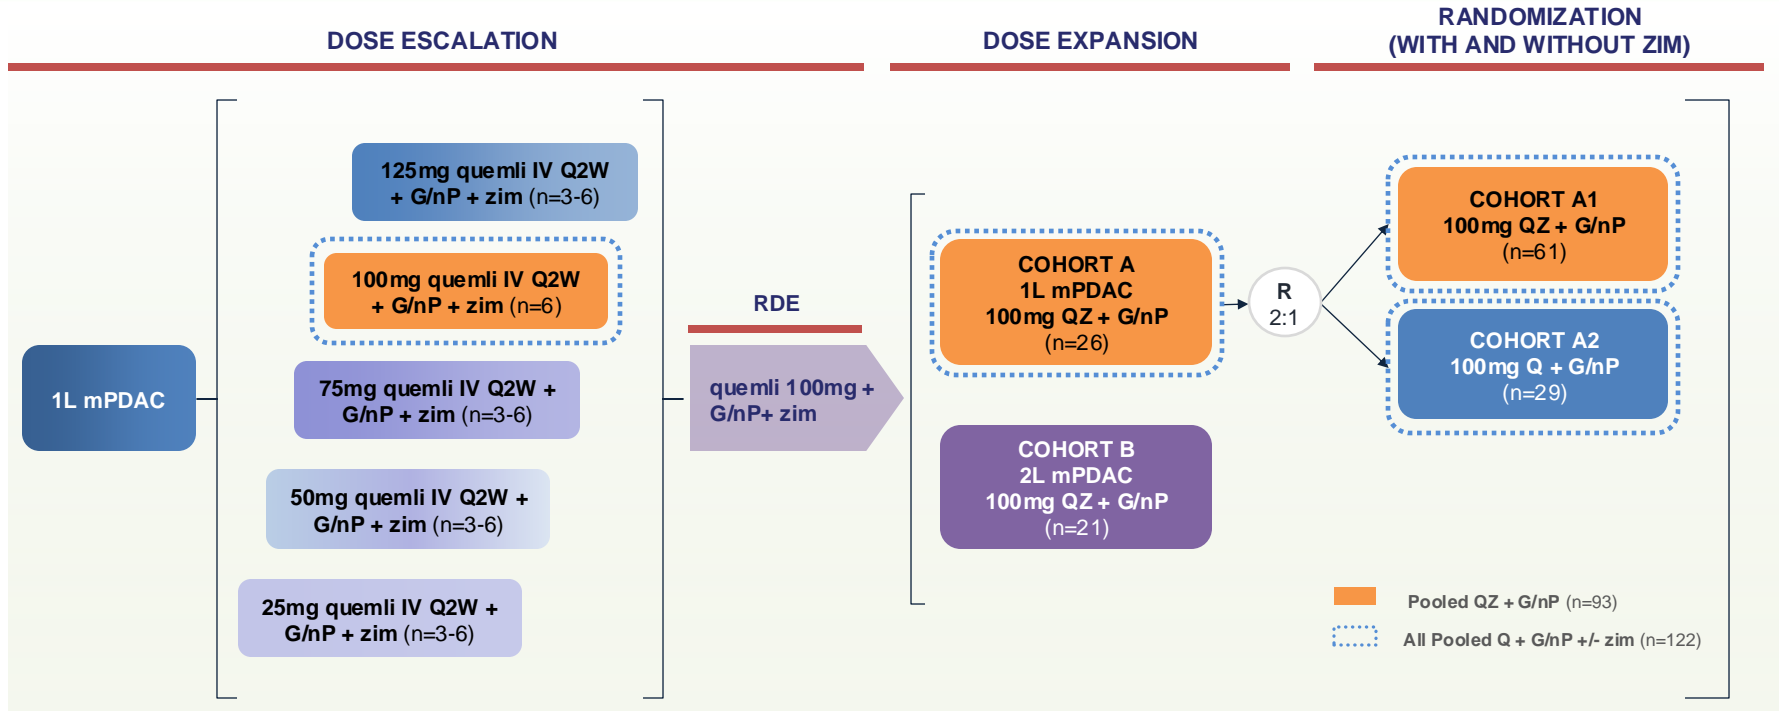 DOSE ESCALATION
DOSE EXPANSION
RANDOMIZATION
(WITH AND WITHOUT ZIM)
1L mPDAC
125mg quemli IV Q2W
+ G/nP + zim (n=3-6)
100mg quemli IV Q2W
+ G/nP + zim (n=6)
75mg quemli IV Q2W +
G/nP + zim (n=3-6)
50mg quemli IV Q2W +
G/nP + zim (n=3-6)
25mg quemli IV Q2W +
G/nP + zim (n=3-6)
RDE
quemli 100mg +
G/nP+ zim
COHORT A
1L mPDAC
100mg QZ + G/nP
(n=26)
COHORT B
2L mPDAC
100mg QZ + G/nP
(n=21)
R
2:1
COHORT A1
100mg QZ + G/nP
(n=61)
COHORT A2
100mg Q + G/nP
(n=29)
Pooled QZ + G/nP (n=93)
All Pooled Q + G/nP +/- zim (n=122)